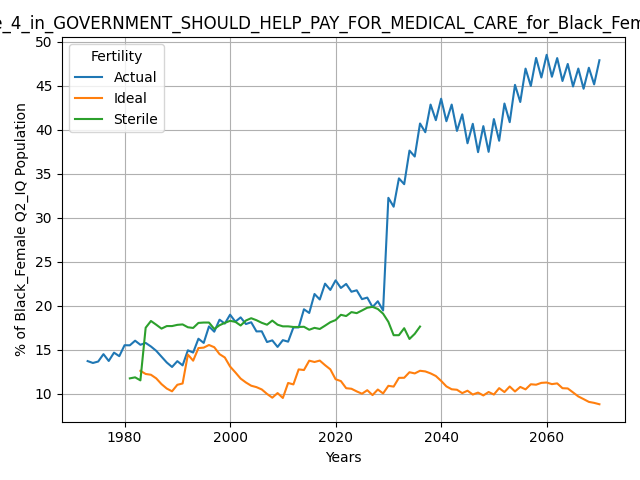 e_4_in_GOVERNMENT_SHOULD_HELP_PAY_FOR_MEDICAL_CARE_for_Black_Fem
Fertility
Actual
Ideal
Sterile
% of Black_Female Q2_IQ Population
50
45
40
35
30
25
20
15
10
1980
2000
2020
2040
2060
Years